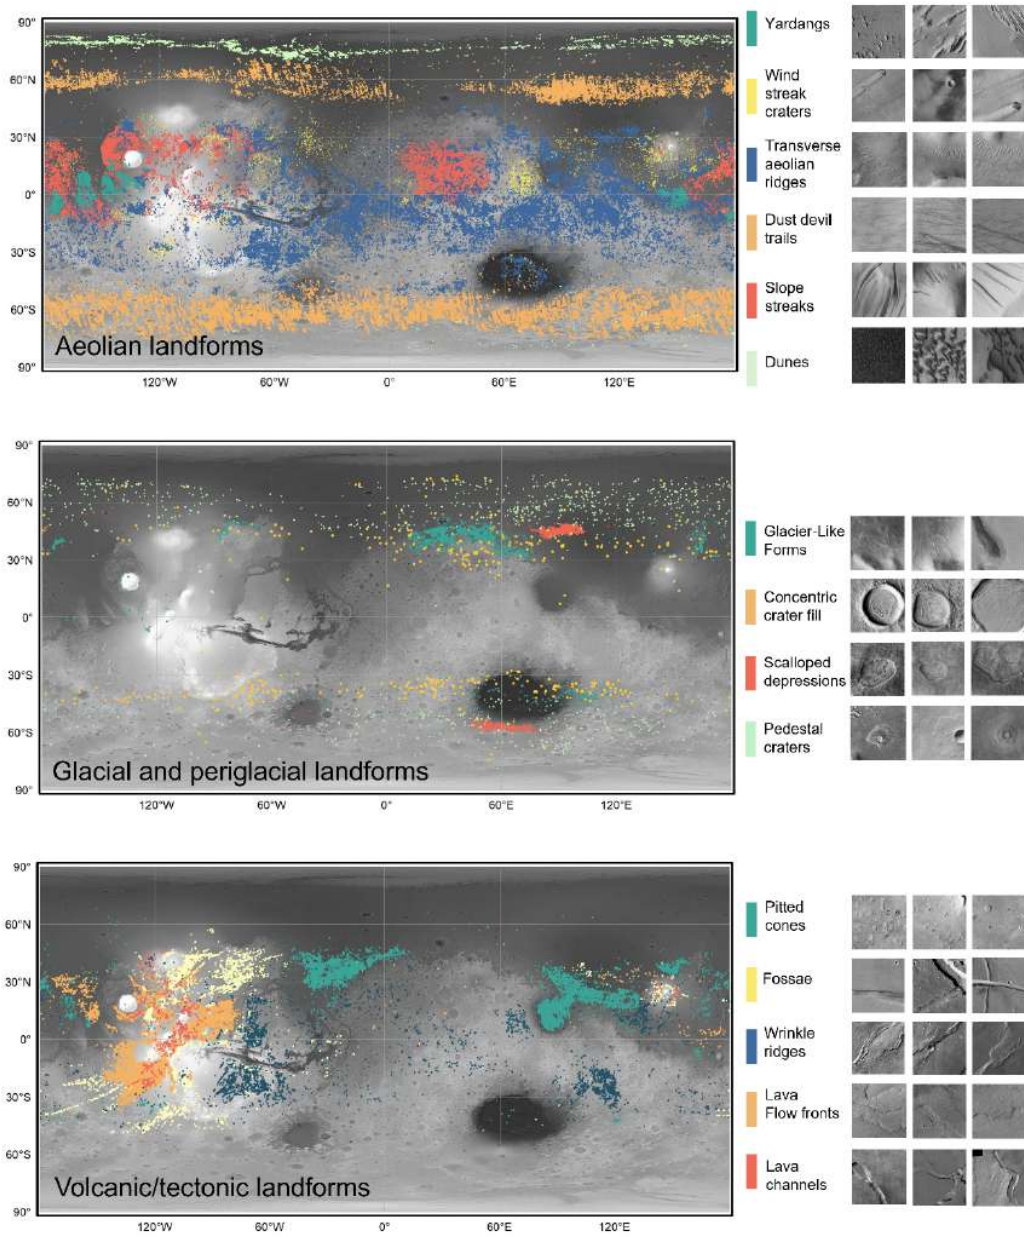 90°
60°N
30°N
0°
30°S
60°S
90°
120°W
60°W
0°
60°E
120°E
Aeolian landforms
Yardangs
Wind
streak
craters
Transverse
aeolian
ridges
Dust devil
trails
Slope
streaks
Dunes
90°
60°N
30°N
0°
30°S
60°S
90°
120°W
60°W
0°
60°E
120°E
Glacial and periglacial landforms
Glacier-Like
Forms
Concentric
crater fill
Scalloped
depressions
Pedestal
craters
90°
60°N
30°N
0°
30°S
60°S
90°
120°W
60°W
0°
60°E
120°E
Volcanic/tectonic landforms
Pitted
cones
Fossae
Wrinkle
ridges
Lava
Flow fronts
Lava
channels